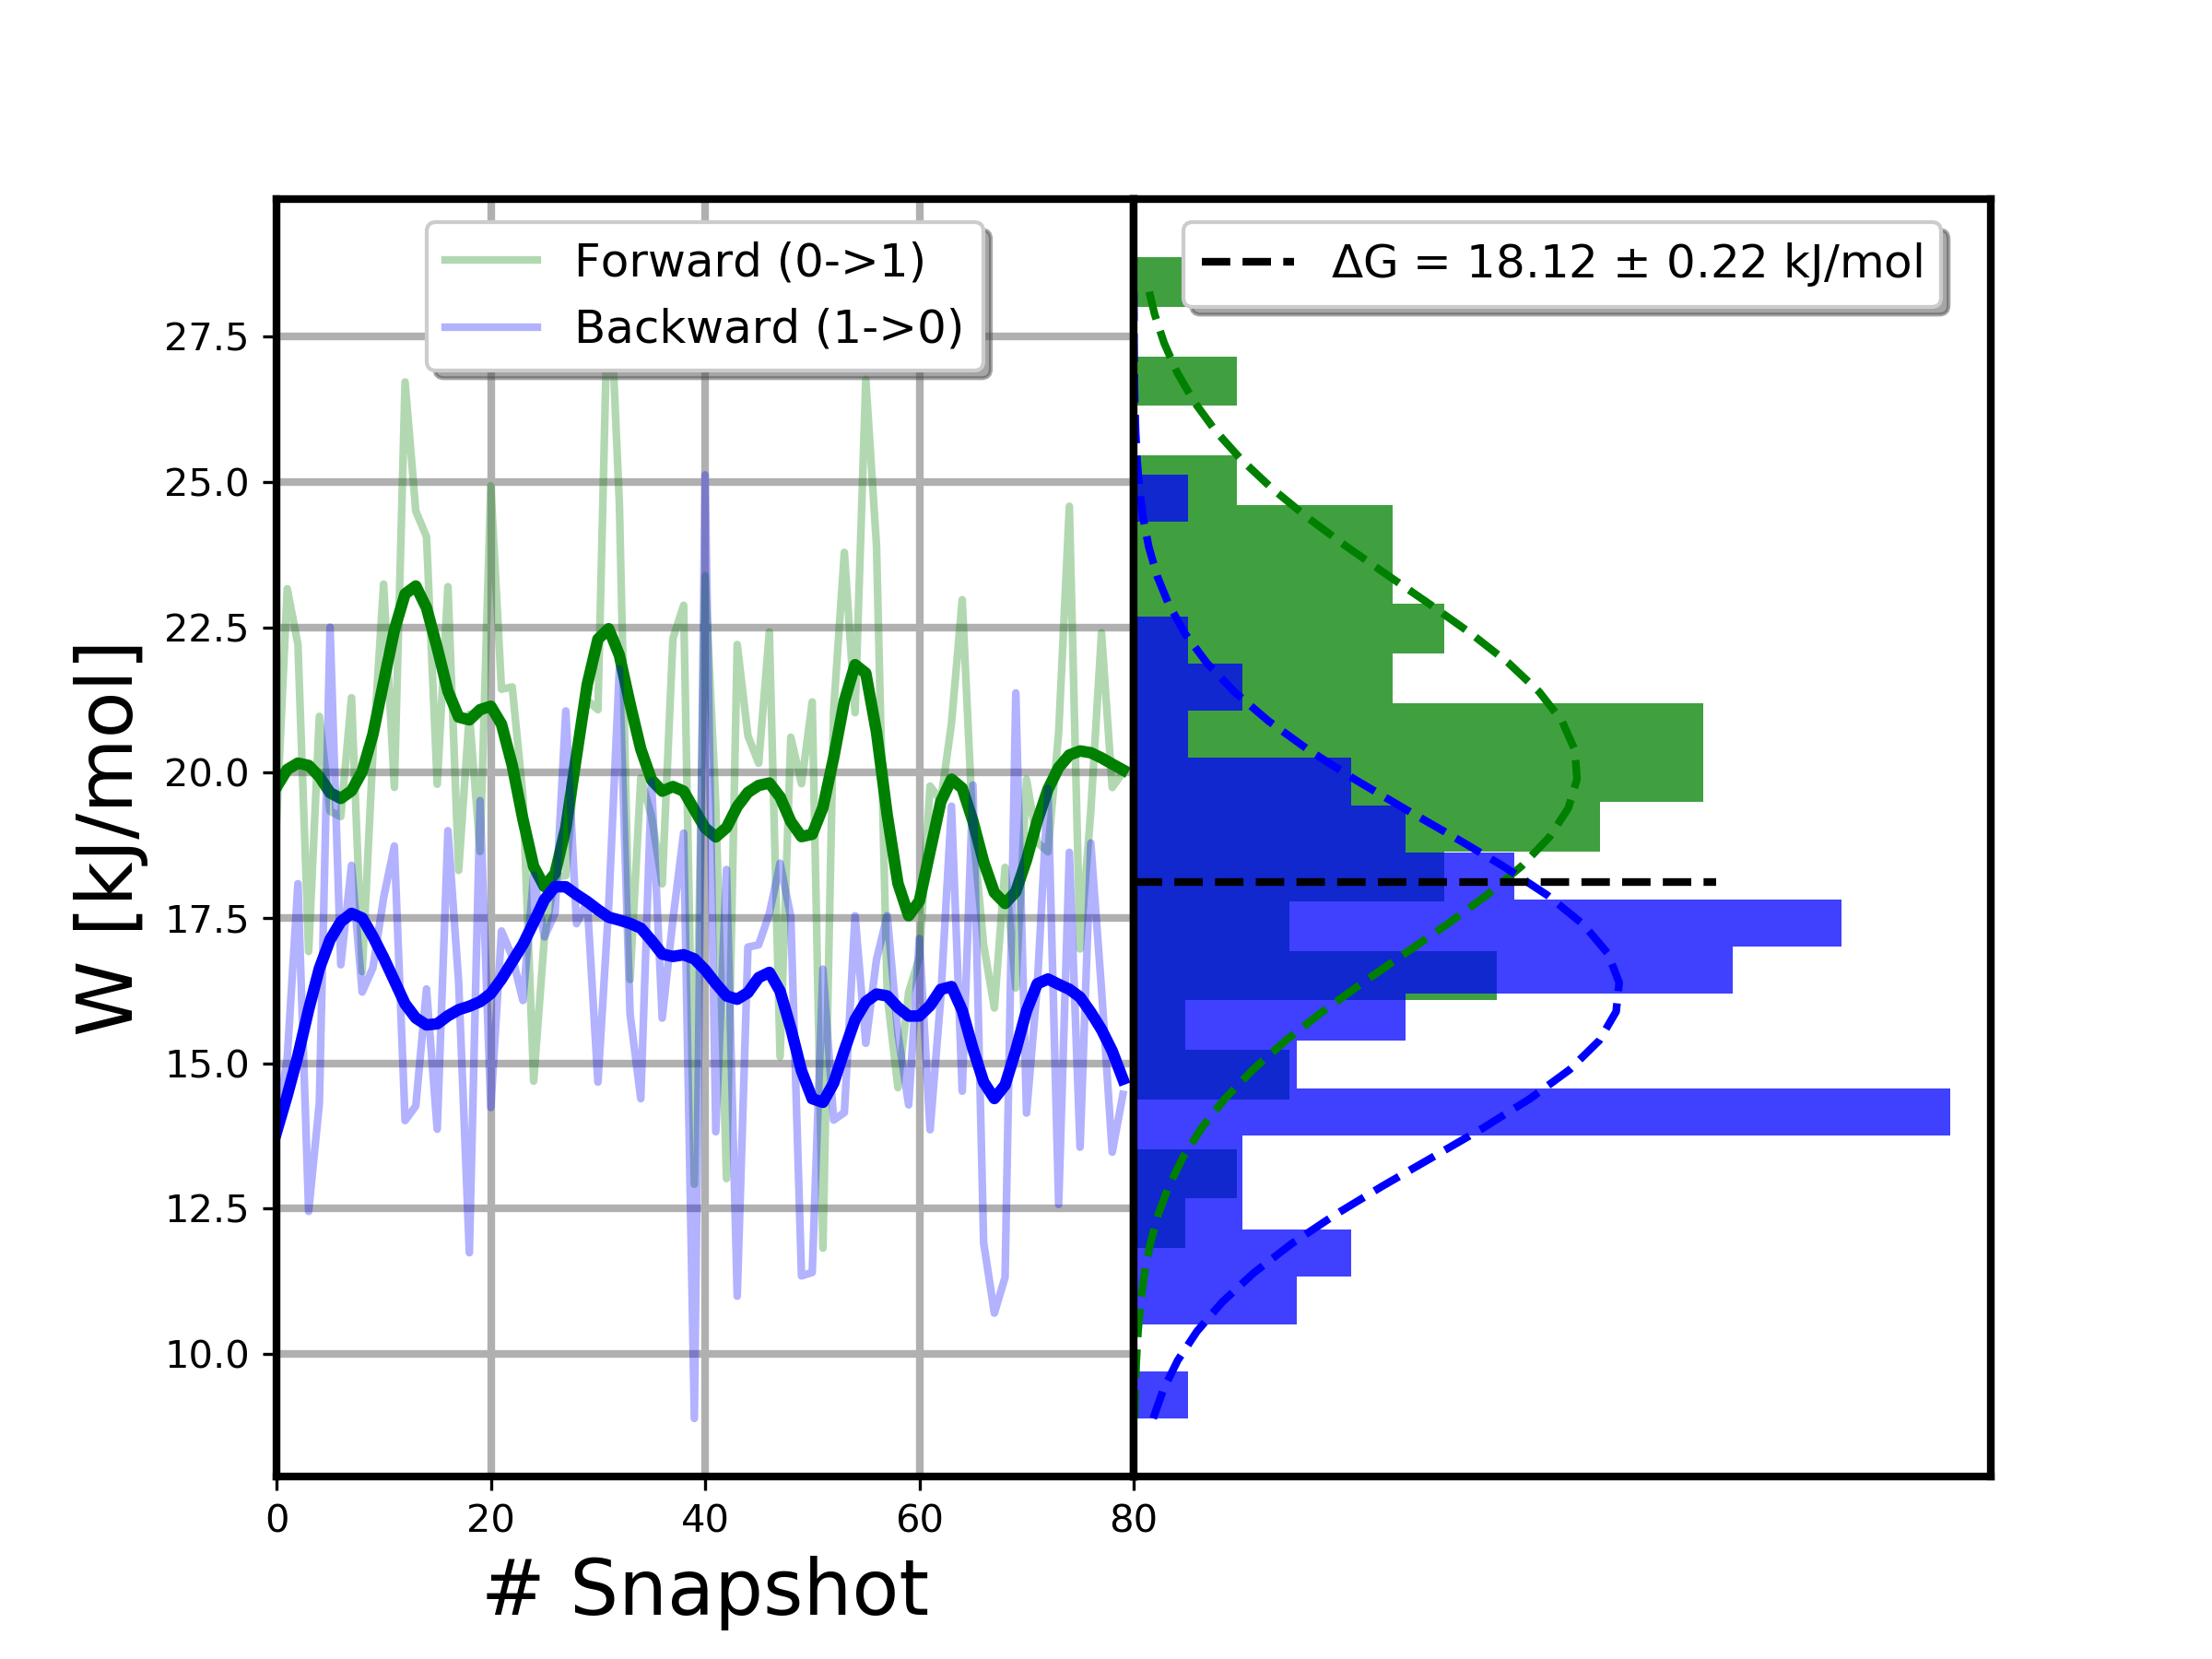 Forward (0->1)
Backward (1->0)
ΔG = 18.12 ± 0.22 kJ/mol
W [kJ/mol]
27.5
25.0
22.5
20.0
17.5
15.0
12.5
10.0
0 20 40 60 80
# Snapshot